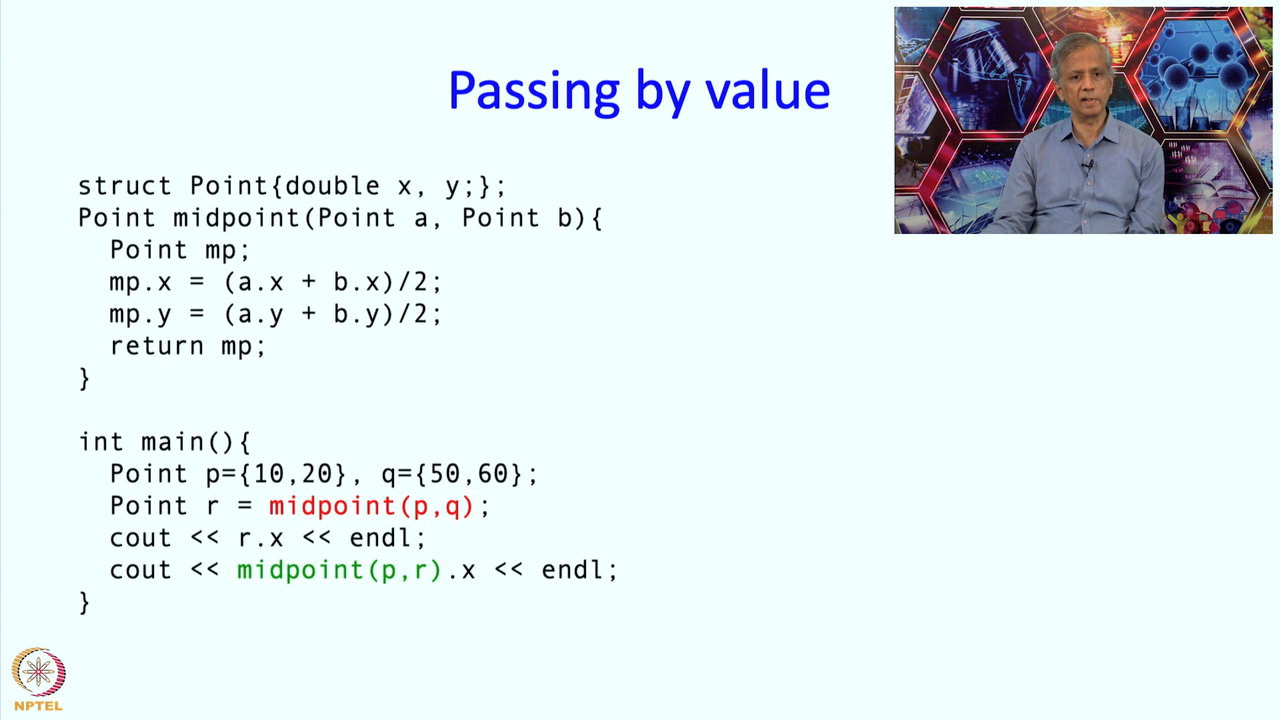 Passing by value
struct Point{double x, y;};
Point midpoint(Point a, Point b){
  Point mp;
  mp.x = (a.x + b.x)/2;
  mp.y = (a.y + b.y)/2;
  return mp;
}
int main(){
  Point p={10,20}, q={50,60};
  Point r = midpoint(p,q);
  cout << r.x << endl;
  cout << midpoint(p,r).x << endl;
}
NPTEL